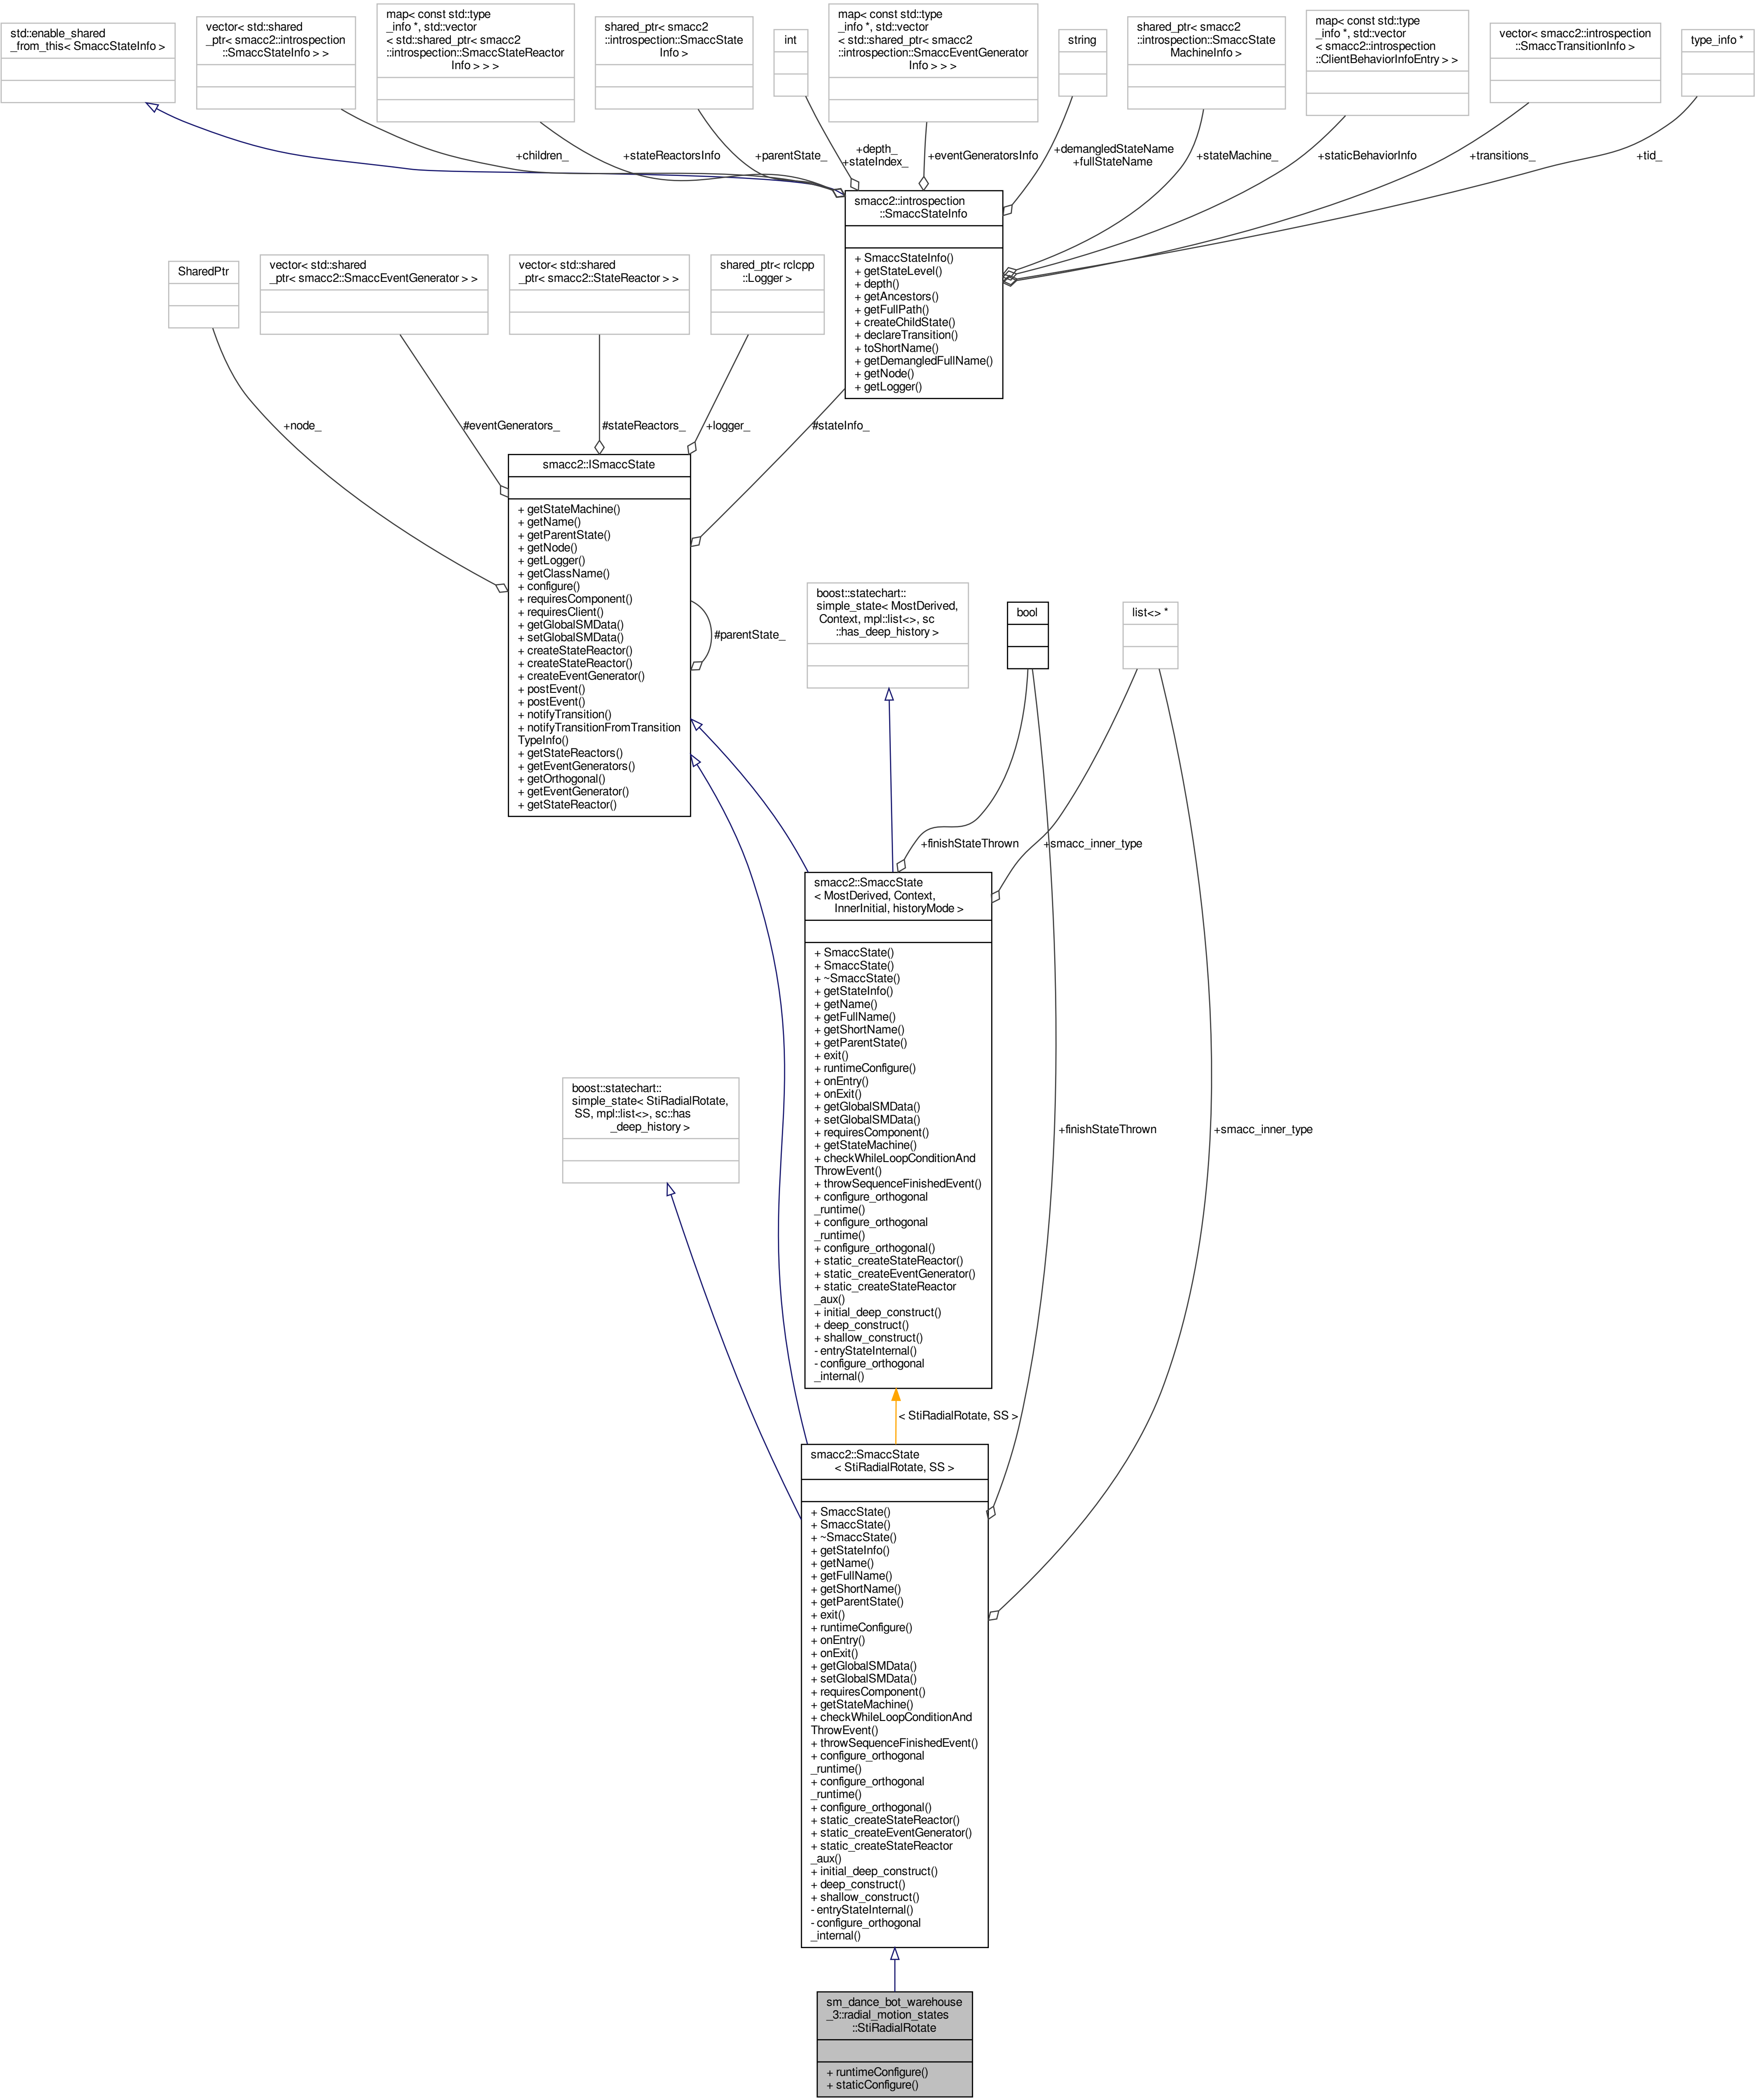 std::enable_shared
_from_this< SmaccStateInfo >
vector< std::shared
_ptr< smacc2::introspection
::SmaccStateInfo > >
map< const std::type
_info *, std::vector
< std::shared_ptr< smacc2
::introspection::SmaccStateReactor
Info > > >
shared_ptr< smacc2
::introspection::SmaccState
Info >
int
map< const std::type
_info *, std::vector
< std::shared_ptr< smacc2
::introspection::SmaccEventGenerator
Info > > >
string
shared_ptr< smacc2
::introspection::SmaccState
MachineInfo >
map< const std::type
_info *, std::vector
< smacc2::introspection
::ClientBehaviorInfoEntry > >
vector< smacc2::introspection
::SmaccTransitionInfo >
type_info *
+children_
+stateReactorsInfo
+parentState_
+depth_
+stateIndex_
+eventGeneratorsInfo
+demangledStateName
+fullStateName
+stateMachine_
+staticBehaviorInfo
+transitions_
+tid_
smacc2::introspection
::SmaccStateInfo
+ SmaccStateInfo()
+ getStateLevel()
+ depth()
+ getAncestors()
+ getFullPath()
+ createChildState()
+ declareTransition()
+ toShortName()
+ getDemangledFullName()
+ getNode()
+ getLogger()
SharedPtr
vector< std::shared
_ptr< smacc2::SmaccEventGenerator > >
vector< std::shared
_ptr< smacc2::StateReactor > >
shared_ptr< rclcpp
::Logger >
+node_
#eventGenerators_
#stateReactors_
+logger_
#stateInfo_
smacc2::ISmaccState
+ getStateMachine()
+ getName()
+ getParentState()
+ getNode()
+ getLogger()
+ getClassName()
+ configure()
+ requiresComponent()
+ requiresClient()
+ getGlobalSMData()
+ setGlobalSMData()
+ createStateReactor()
+ createStateReactor()
+ createEventGenerator()
+ postEvent()
+ postEvent()
+ notifyTransition()
+ notifyTransitionFromTransition
TypeInfo()
+ getStateReactors()
+ getEventGenerators()
+ getOrthogonal()
+ getEventGenerator()
+ getStateReactor()
#parentState_
boost::statechart::
simple_state< MostDerived,
Context, mpl::list<>, sc
::has_deep_history >
bool
list<> *
+finishStateThrown
+smacc_inner_type
smacc2::SmaccState
< MostDerived, Context,
InnerInitial, historyMode >
+ SmaccState()
+ SmaccState()
+ ~SmaccState()
+ getStateInfo()
+ getName()
+ getFullName()
+ getShortName()
+ getParentState()
+ exit()
+ runtimeConfigure()
+ onEntry()
+ onExit()
+ getGlobalSMData()
+ setGlobalSMData()
+ requiresComponent()
+ getStateMachine()
+ checkWhileLoopConditionAnd
ThrowEvent()
+ throwSequenceFinishedEvent()
+ configure_orthogonal
_runtime()
+ configure_orthogonal
_runtime()
+ configure_orthogonal()
+ static_createStateReactor()
+ static_createEventGenerator()
+ static_createStateReactor
_aux()
+ initial_deep_construct()
+ deep_construct()
+ shallow_construct()
- entryStateInternal()
- configure_orthogonal
_internal()
boost::statechart::
simple_state< StiRadialRotate,
SS, mpl::list<>, sc::has
_deep_history >
+finishStateThrown
+smacc_inner_type
< StiRadialRotate, SS >
smacc2::SmaccState
< StiRadialRotate, SS >
+ SmaccState()
+ SmaccState()
+ ~SmaccState()
+ getStateInfo()
+ getName()
+ getFullName()
+ getShortName()
+ getParentState()
+ exit()
+ runtimeConfigure()
+ onEntry()
+ onExit()
+ getGlobalSMData()
+ setGlobalSMData()
+ requiresComponent()
+ getStateMachine()
+ checkWhileLoopConditionAnd
ThrowEvent()
+ throwSequenceFinishedEvent()
+ configure_orthogonal
_runtime()
+ configure_orthogonal
_runtime()
+ configure_orthogonal()
+ static_createStateReactor()
+ static_createEventGenerator()
+ static_createStateReactor
_aux()
+ initial_deep_construct()
+ deep_construct()
+ shallow_construct()
- entryStateInternal()
- configure_orthogonal
_internal()
sm_dance_bot_warehouse
_3::radial_motion_states
::StiRadialRotate
+ runtimeConfigure()
+ staticConfigure()